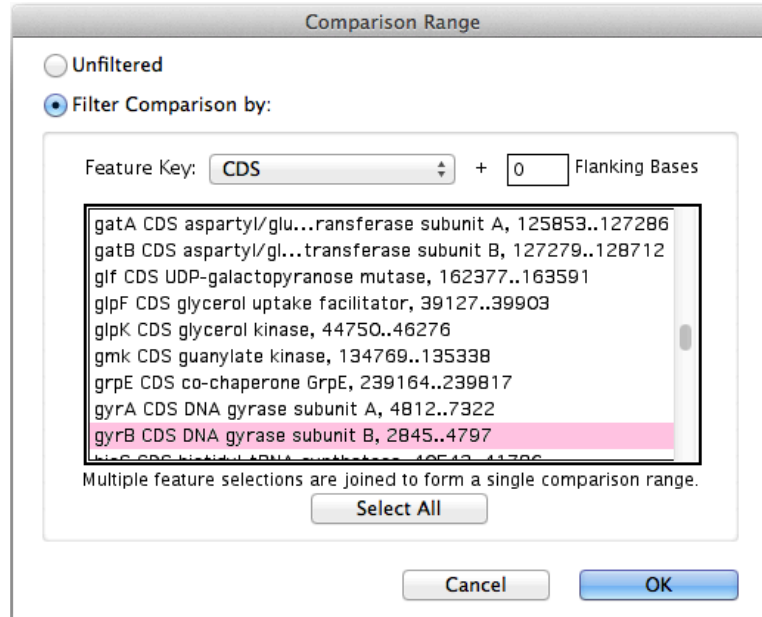 Comparison Range
Unfiltered
Filter Comparison by:
Feature Key: CDS + 0 Flanking Bases
gatA CDS aspartyl/glu...ransferase subunit A, 125853..127286
gatB CDS aspartyl/gl...transferase subunit B, 127279..128712
glf CDS UDP-galactopyranose mutase, 162377..163591
glpF CDS glycerol uptake facilitator, 39127..39903
glpK CDS glycerol kinase, 44750..46276
gmk CDS guanylate kinase, 134769..135338
grpE CDS co-chaperone GrpE, 239164..239817
gyrA CDS DNA gyrase subunit A, 4812..7322
gyrB CDS DNA gyrase subunit B, 2845..4797
Multiple feature selections are joined to form a single comparison range.
Select All
Cancel OK